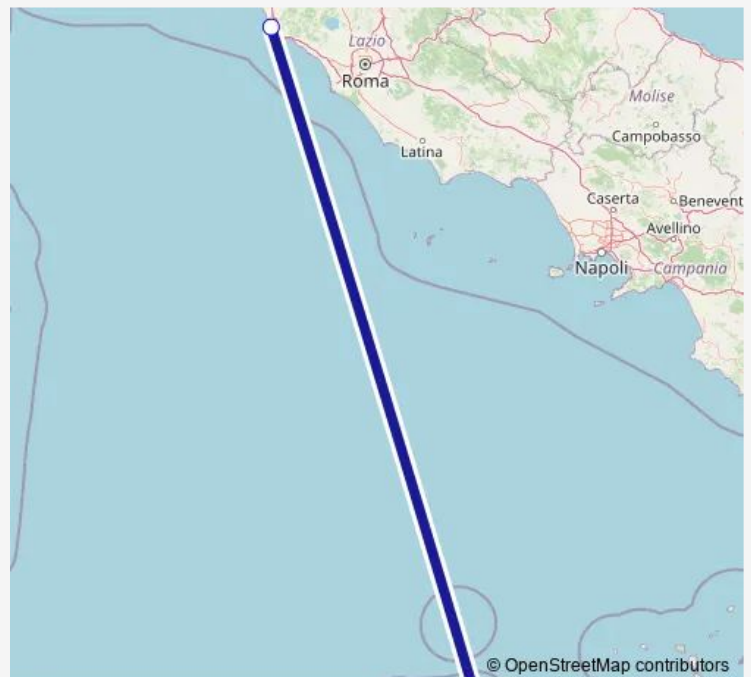 Lazio
Roma
Molise
Campobasso
Latina
Caserta
Benevent
Avellino
Napoli
Campania
© OpenStreetMap contributors